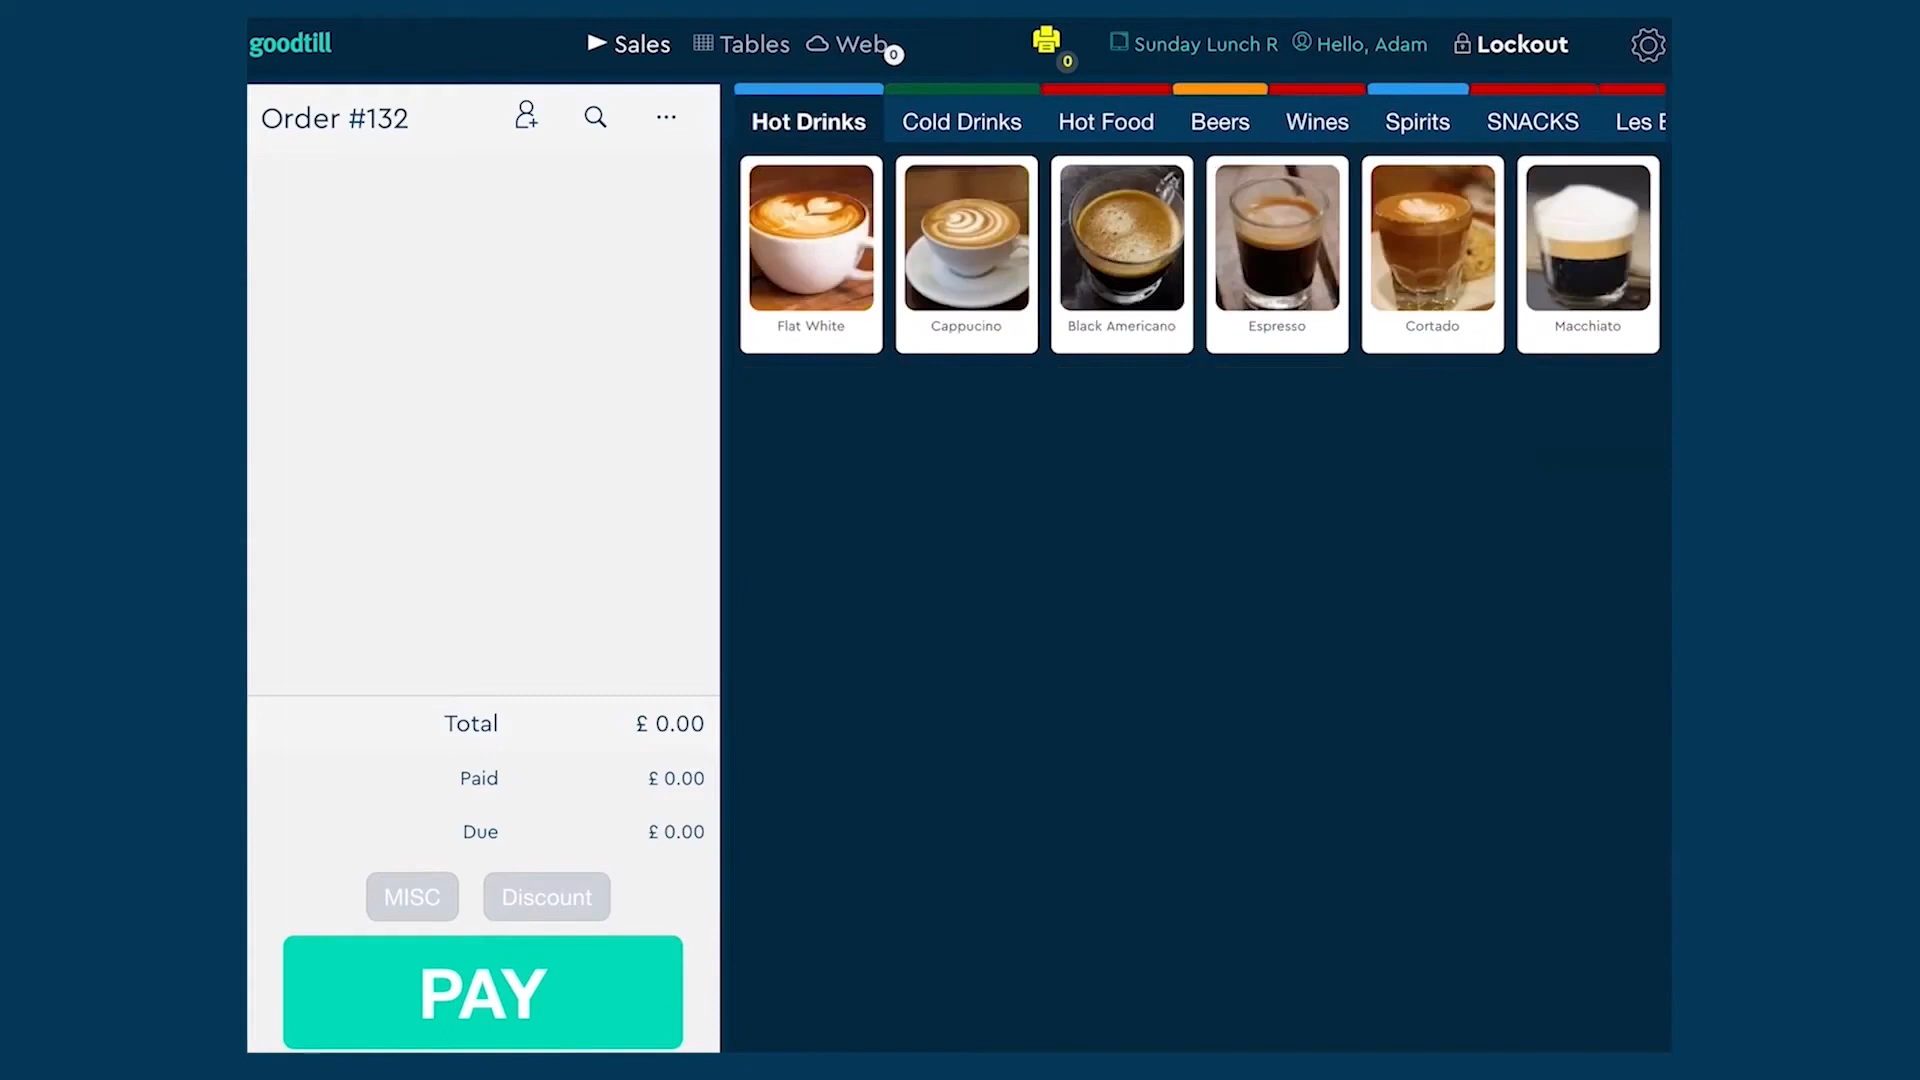 goodtill
Sales
Tables
Web
0
0
Sunday Lunch R
Hello, Adam
Lockout
Order #132
Hot Drinks
Cold Drinks
Hot Food
Beers
Wines
Spirits
SNACKS
Les E
Flat White
Cappucino
Black Americano
Espresso
Cortado
Macchiato
Total £ 0.00
Paid £ 0.00
Due £ 0.00
MISC
Discount
PAY